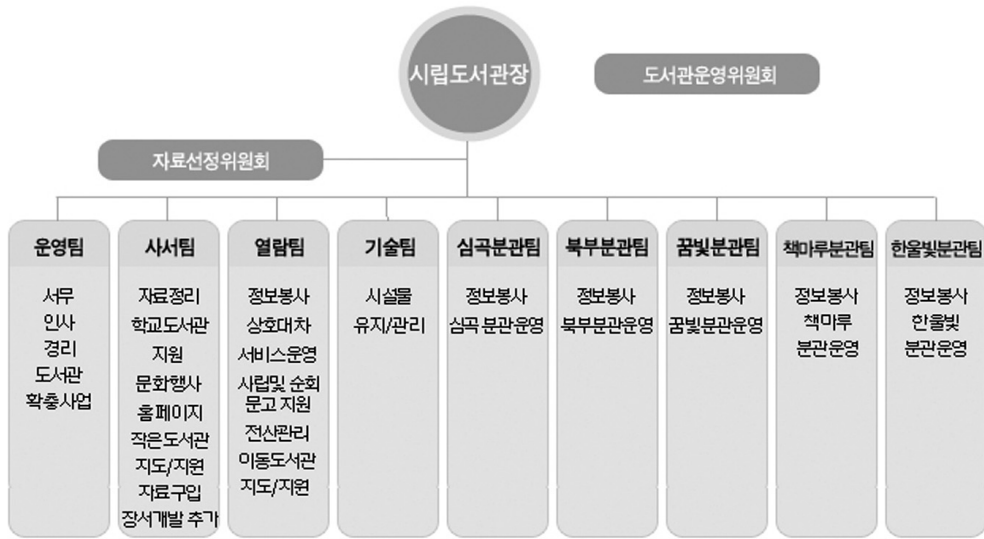 시립도서관장
도서관운영위원회
자료선정위원회
운영팀
서무
인사
경리
도서관
확충사업
사서팀
자료정리
학교도서관
지원
문화행사
홈페이지
작은도서관
지도/지원
자료구입
장서개발 추가
열람팀
정보봉사
상호대차
서비스운영
사립및 순회
문고 지원
전산관리
이동도서관
지도/지원
기술팀
시설물
유지/관리
심곡분관팀
정보봉사
심곡 분관운영
북부분관팀
정보봉사
북부분관운영
꿈빛분관팀
정보봉사
꿈빛분관운영
책마루분관팀
정보봉사
책마루
분관운영
한울빛분관팀
정보봉사
한울빛
분관운영